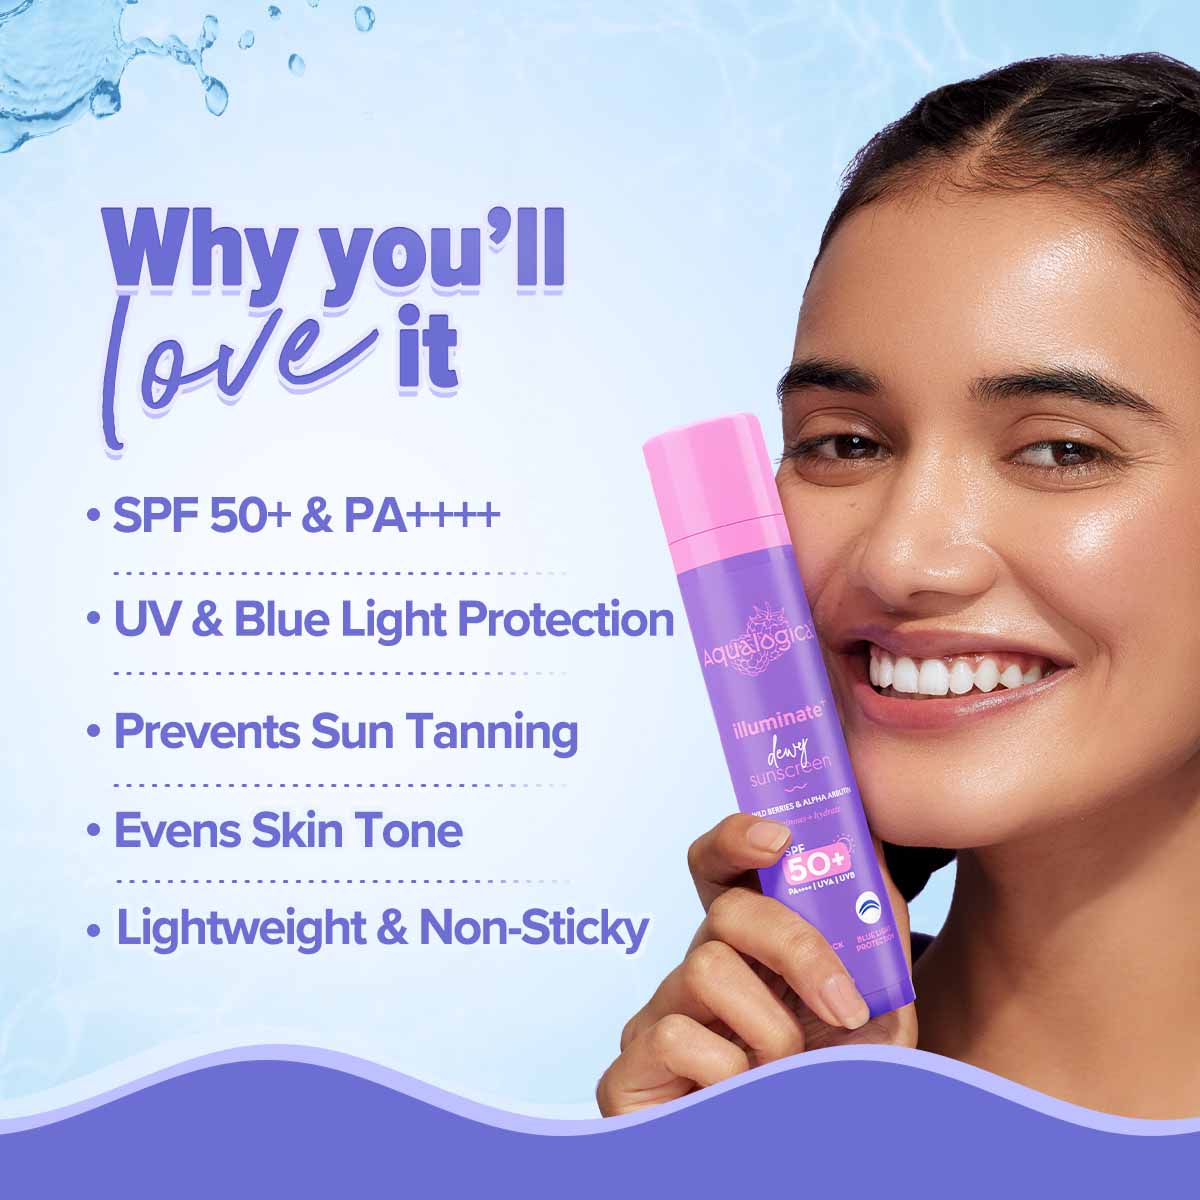 Why you'll
love it
• SPF 50+ & PA++++
• UV & Blue Light Protection
• Prevents Sun Tanning
• Evens Skin Tone
• Lightweight & Non-Sticky
Aqualogica
illuminate+
dewy
sunscreen
WILD BERRIES & ALPHA ARBUTIN
+ hydrate
SPF
50+
PA++++ | UVA | UVB
BLUE LIGHT
PROTECTION